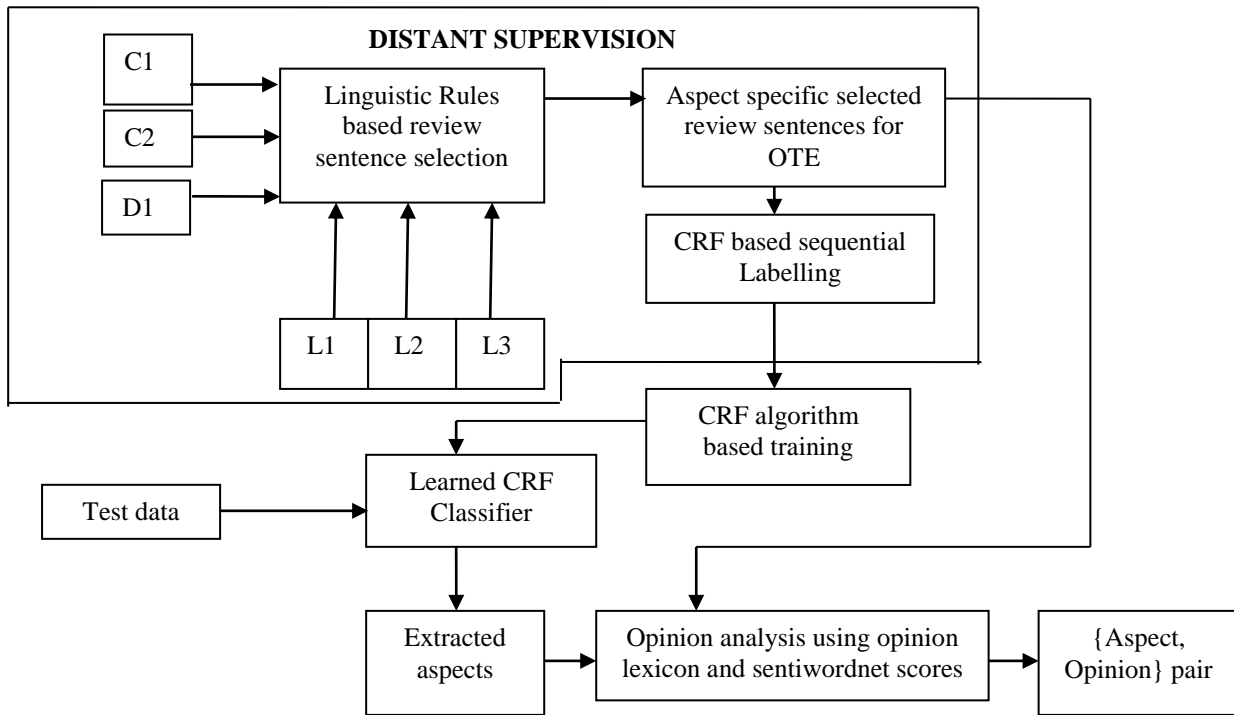 DISTANT SUPERVISION
C1
C2
D1
Linguistic Rules
based review
sentence selection
Aspect specific selected
review sentences for
OTE
CRF based sequential
Labelling
L1
L2
L3
CRF algorithm
based training
Learned CRF
Classifier
Test data
Extracted
aspects
Opinion analysis using opinion
lexicon and sentiwordnet scores
{Aspect,
Opinion} pair